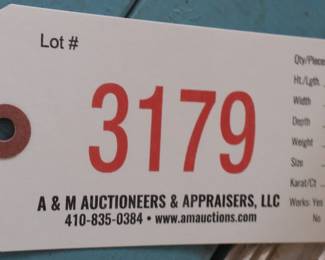 Lot #
3179
A & M AUCTIONEERS & APPRAISERS, LLC
410-835-0384 • www.amauctions.com
Qty/Pieces
Ht./Lgth.
Width
Depth
Weight
Size
Karat/Ct
Works: Yes
No